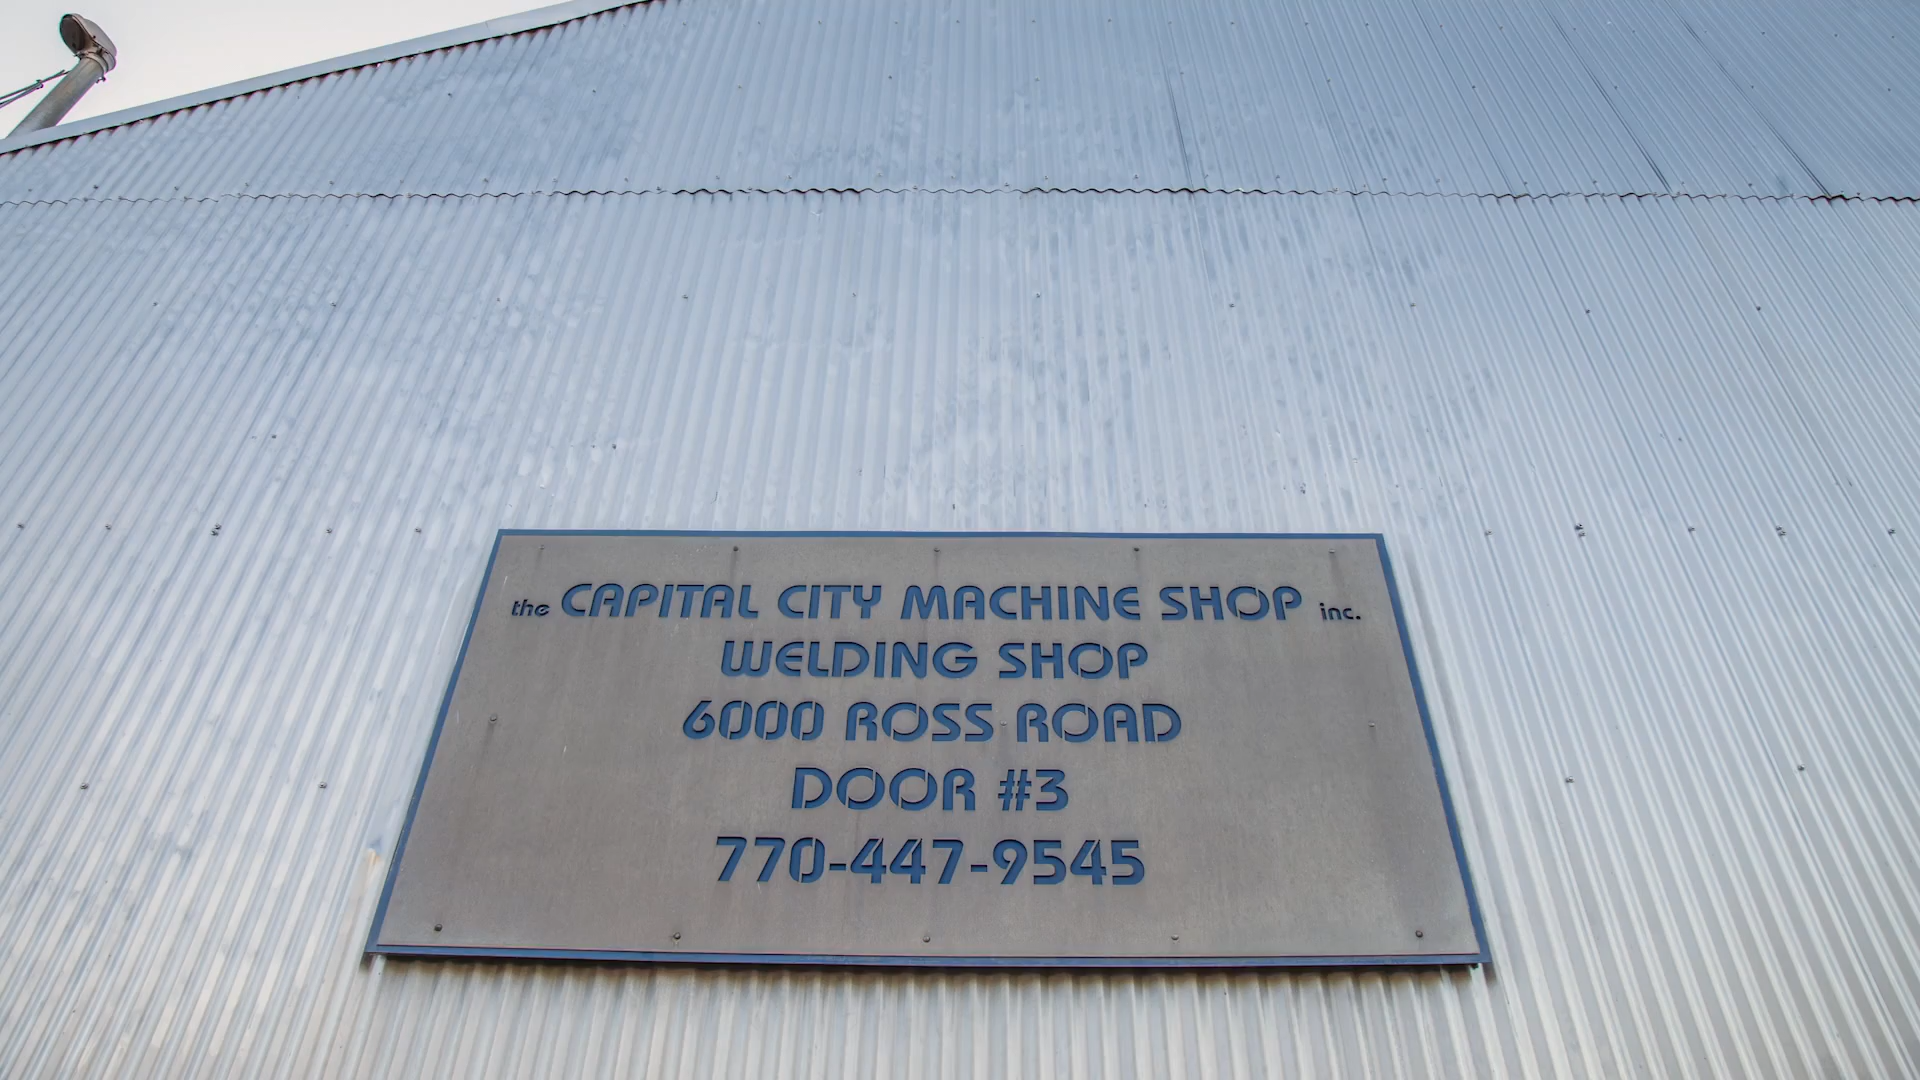 the CAPITAL CITY MACHINE SHOP inc.
WELDING SHOP
6000 ROSS ROAD
DOOR #3
770-447-9545